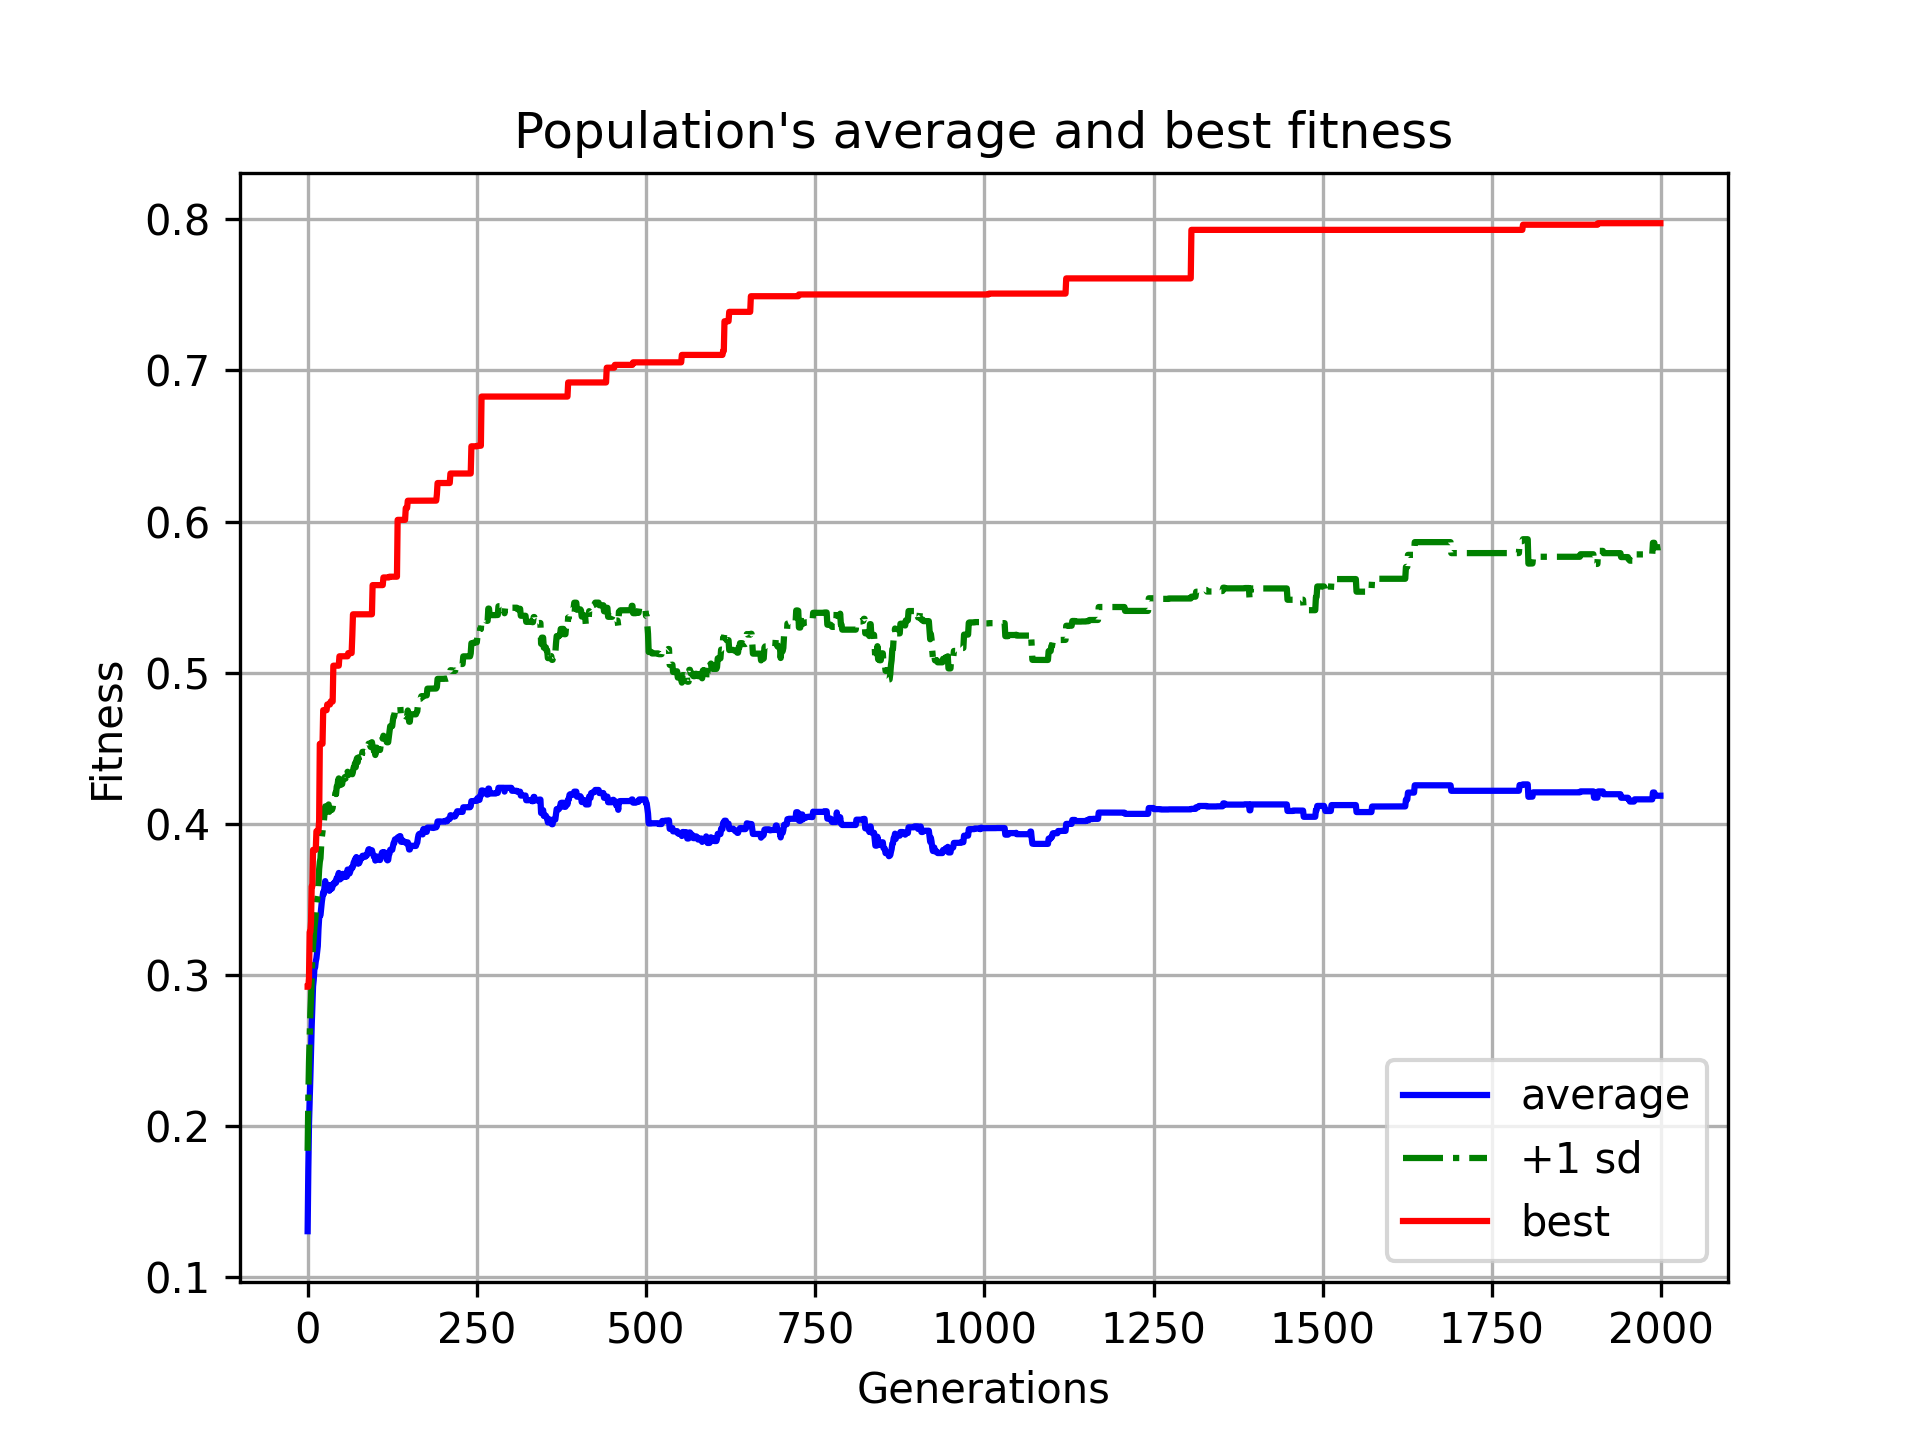 Population's average and best fitness
0.8
0.7
0.6
0.5
0.4
0.3
0.2
0.1
Fitness
average
+1 sd
best
0 250 500 750 1000 1250 1500 1750 2000
Generations